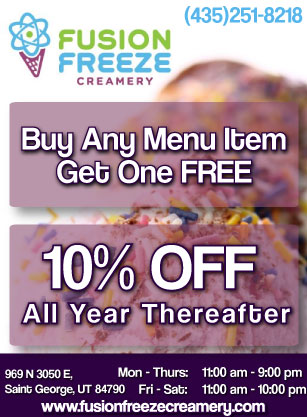 (435)251-8218
FUSION
FREEZE
CREAMERY
Buy Any Menu Item
Get One FREE
10% OFF
All Year Thereafter
969 N 3050 E, Mon - Thurs: 11:00 am - 9:00 pm
Saint George, UT 84790 Fri - Sat: 11:00 am - 10:00 pm
www.fusionfreezecreamery.com